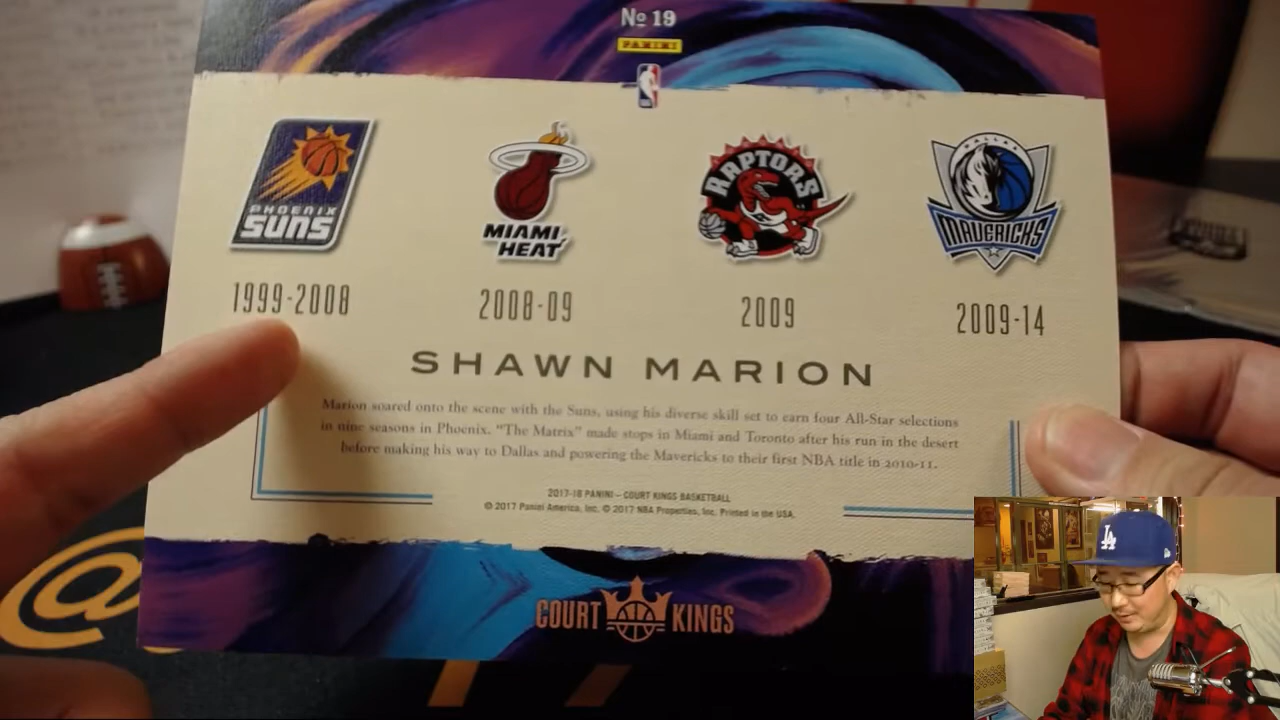 No 19
PANINI
PHOENIX
SUNS
MIAMI
HEAT
RAPTORS
MAVERICKS
1999-2008
2008-09
2009
2009-14
SHAWN MARION
Marion soared onto the scene with the Suns, using his diverse skill set to earn four All-Star selections
in nine seasons in Phoenix. "The Matrix" made stops in Miami and Toronto after his run in the desert
before making his way to Dallas and powering the Mavericks to their first NBA title in 2010-11.
2017-18 PANINI – COURT KINGS BASKETBALL
© 2017 Panini America, Inc. © 2017 NBA Properties, Inc. Printed in the USA.
COURT KINGS
@
LA